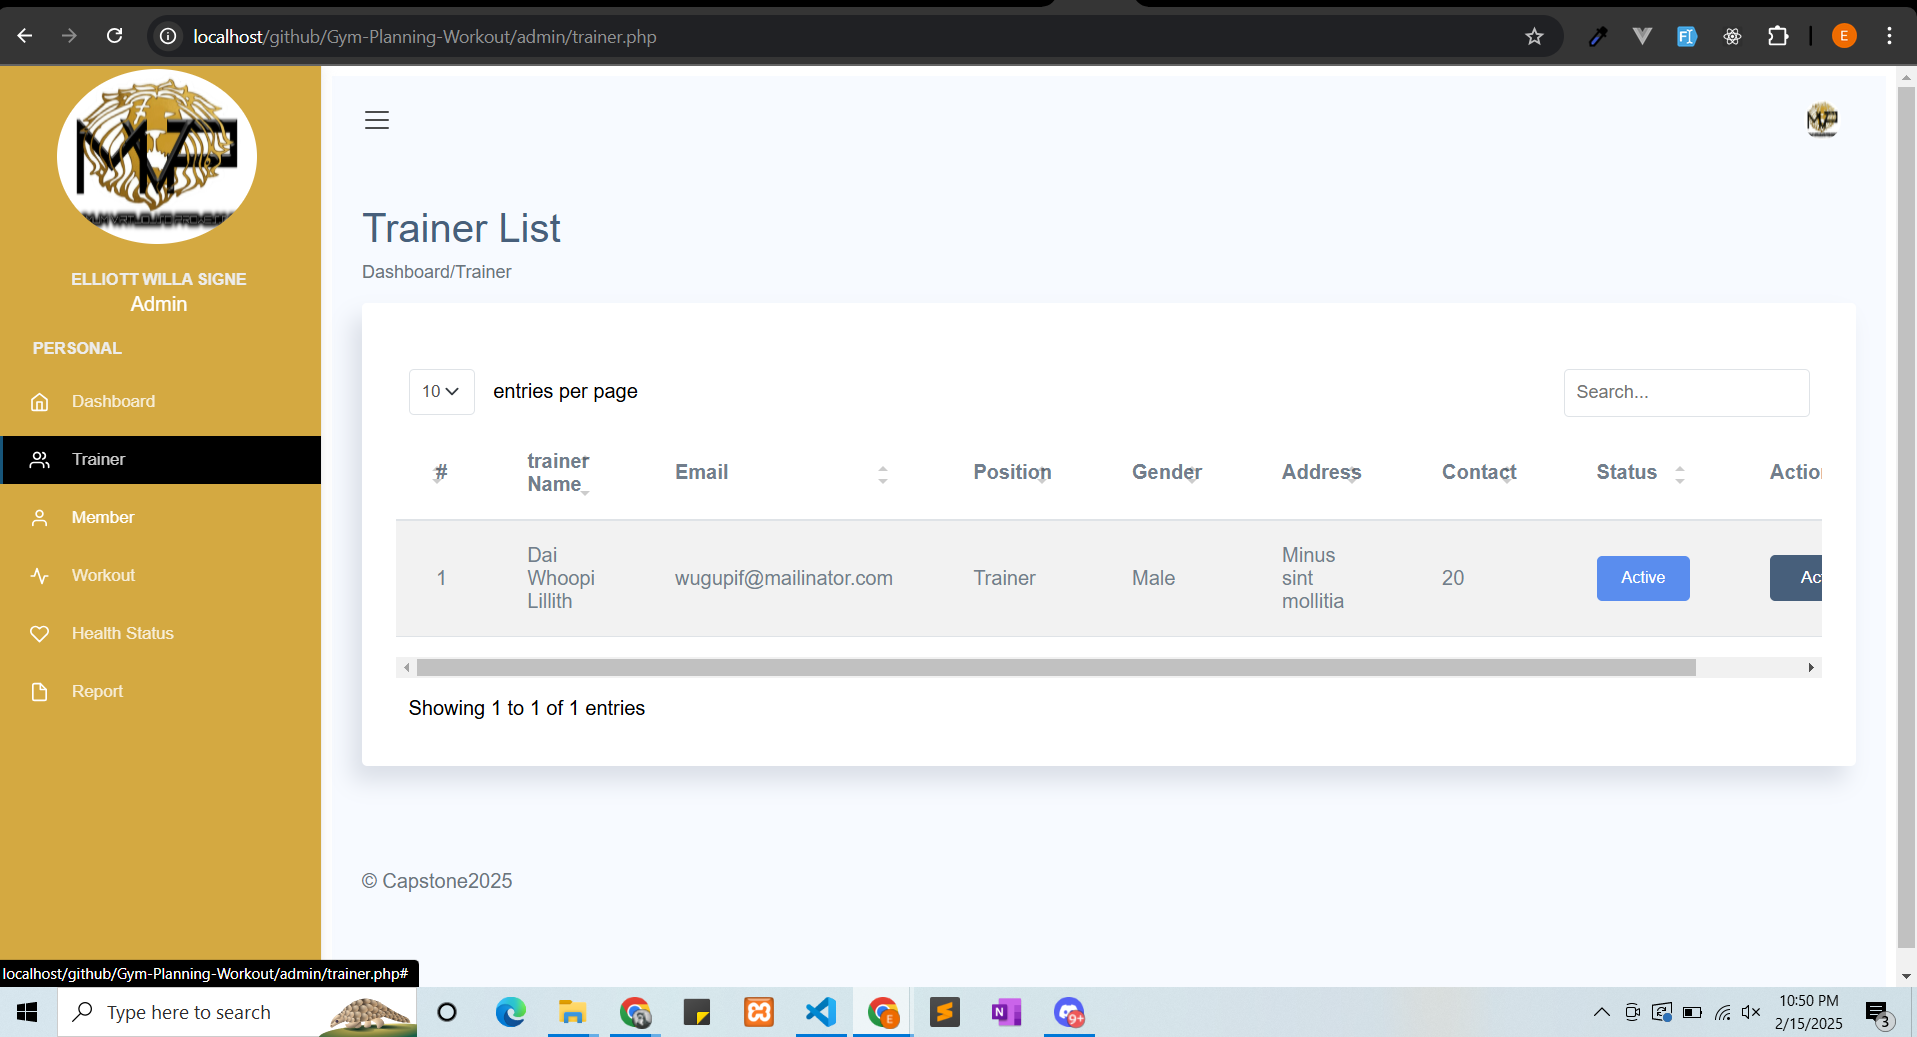 localhost/github/Gym-Planning-Workout/admin/trainer.php
E
MVP
ELLIOTT WILLA SIGNE
Admin
PERSONAL
Dashboard
Trainer
Member
Workout
Health Status
Report
MVP
Trainer List
Dashboard/Trainer
10 entries per page
Search...
# trainer Name Email Position Gender Address Contact Status Actio
1 Dai Whoopi Lillith wugupif@mailinator.com Trainer Male Minus sint mollitia 20 Active Ac
Showing 1 to 1 of 1 entries
© Capstone2025
localhost/github/Gym-Planning-Workout/admin/trainer.php#
Type here to search
E
N
9+
10:50 PM
2/15/2025
3